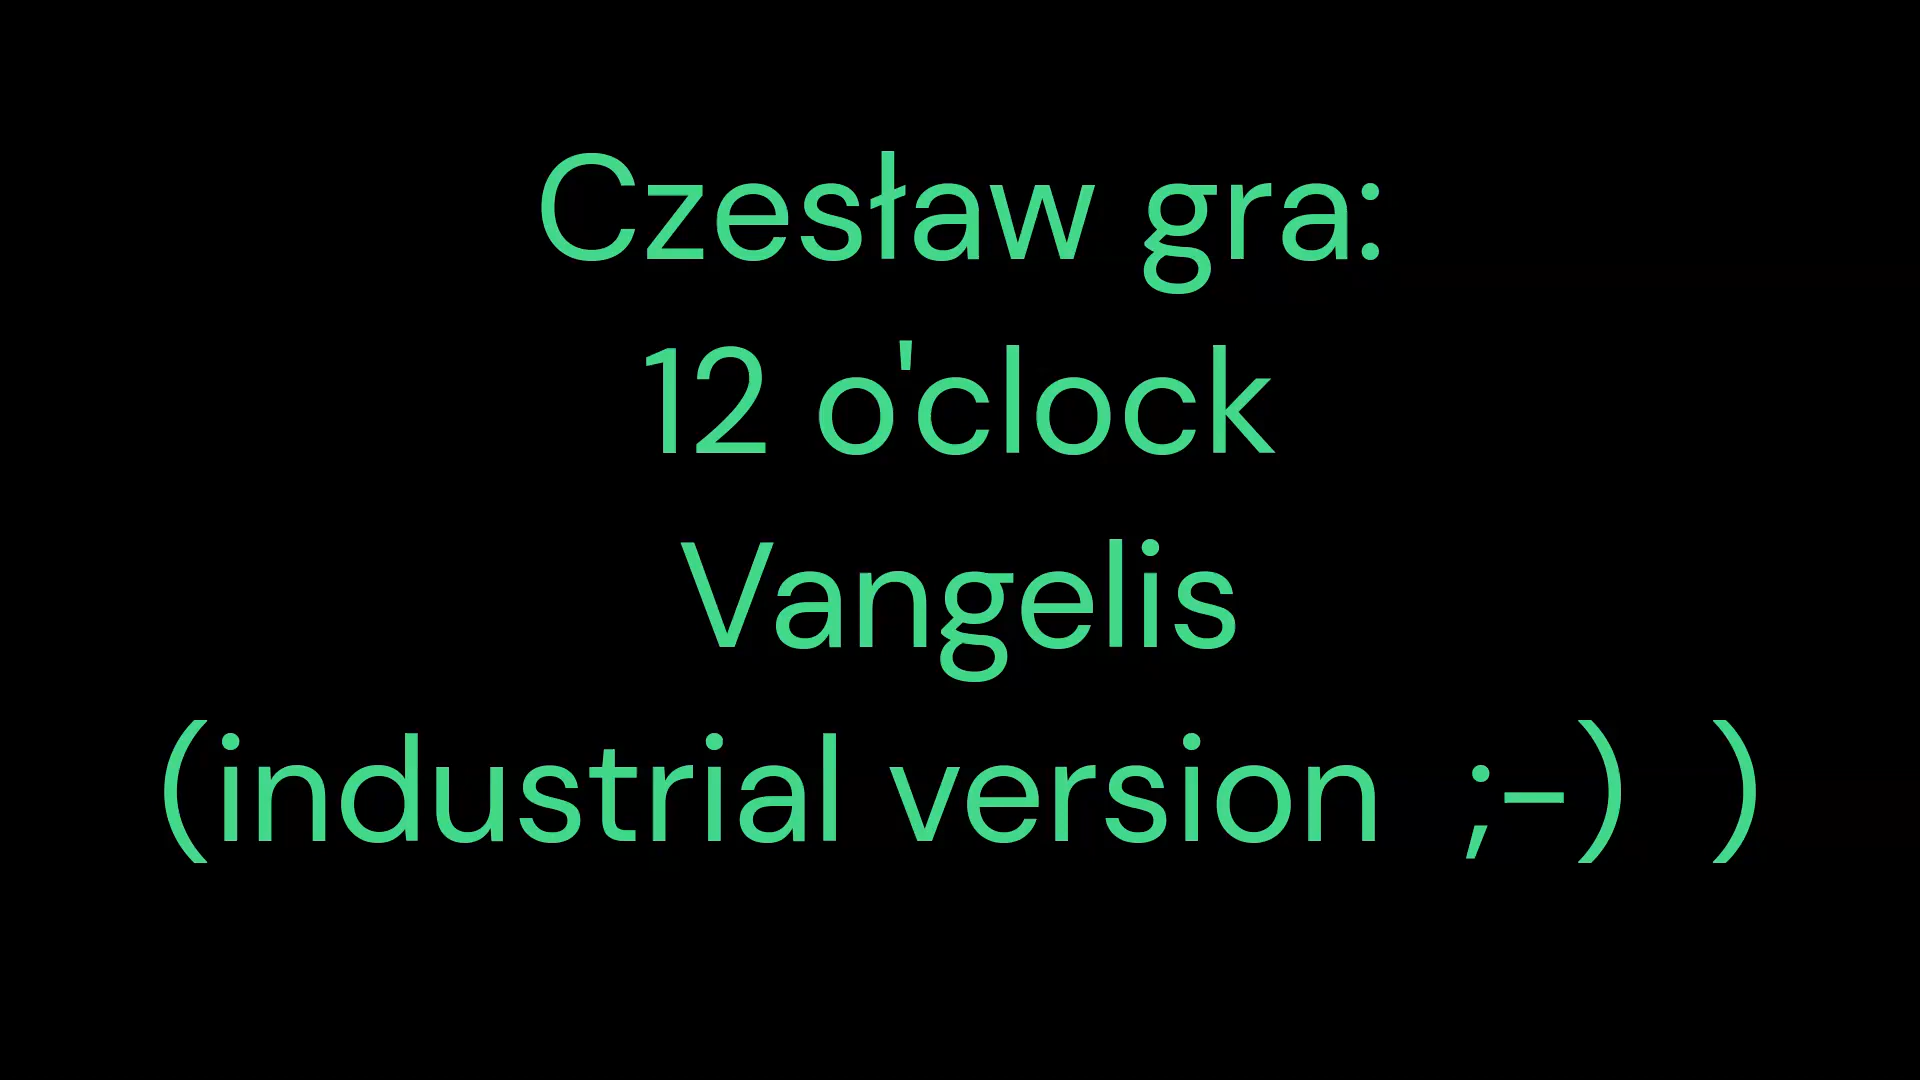 Czesław gra:
12 o'clock
Vangelis
(industrial version  ;-)  )